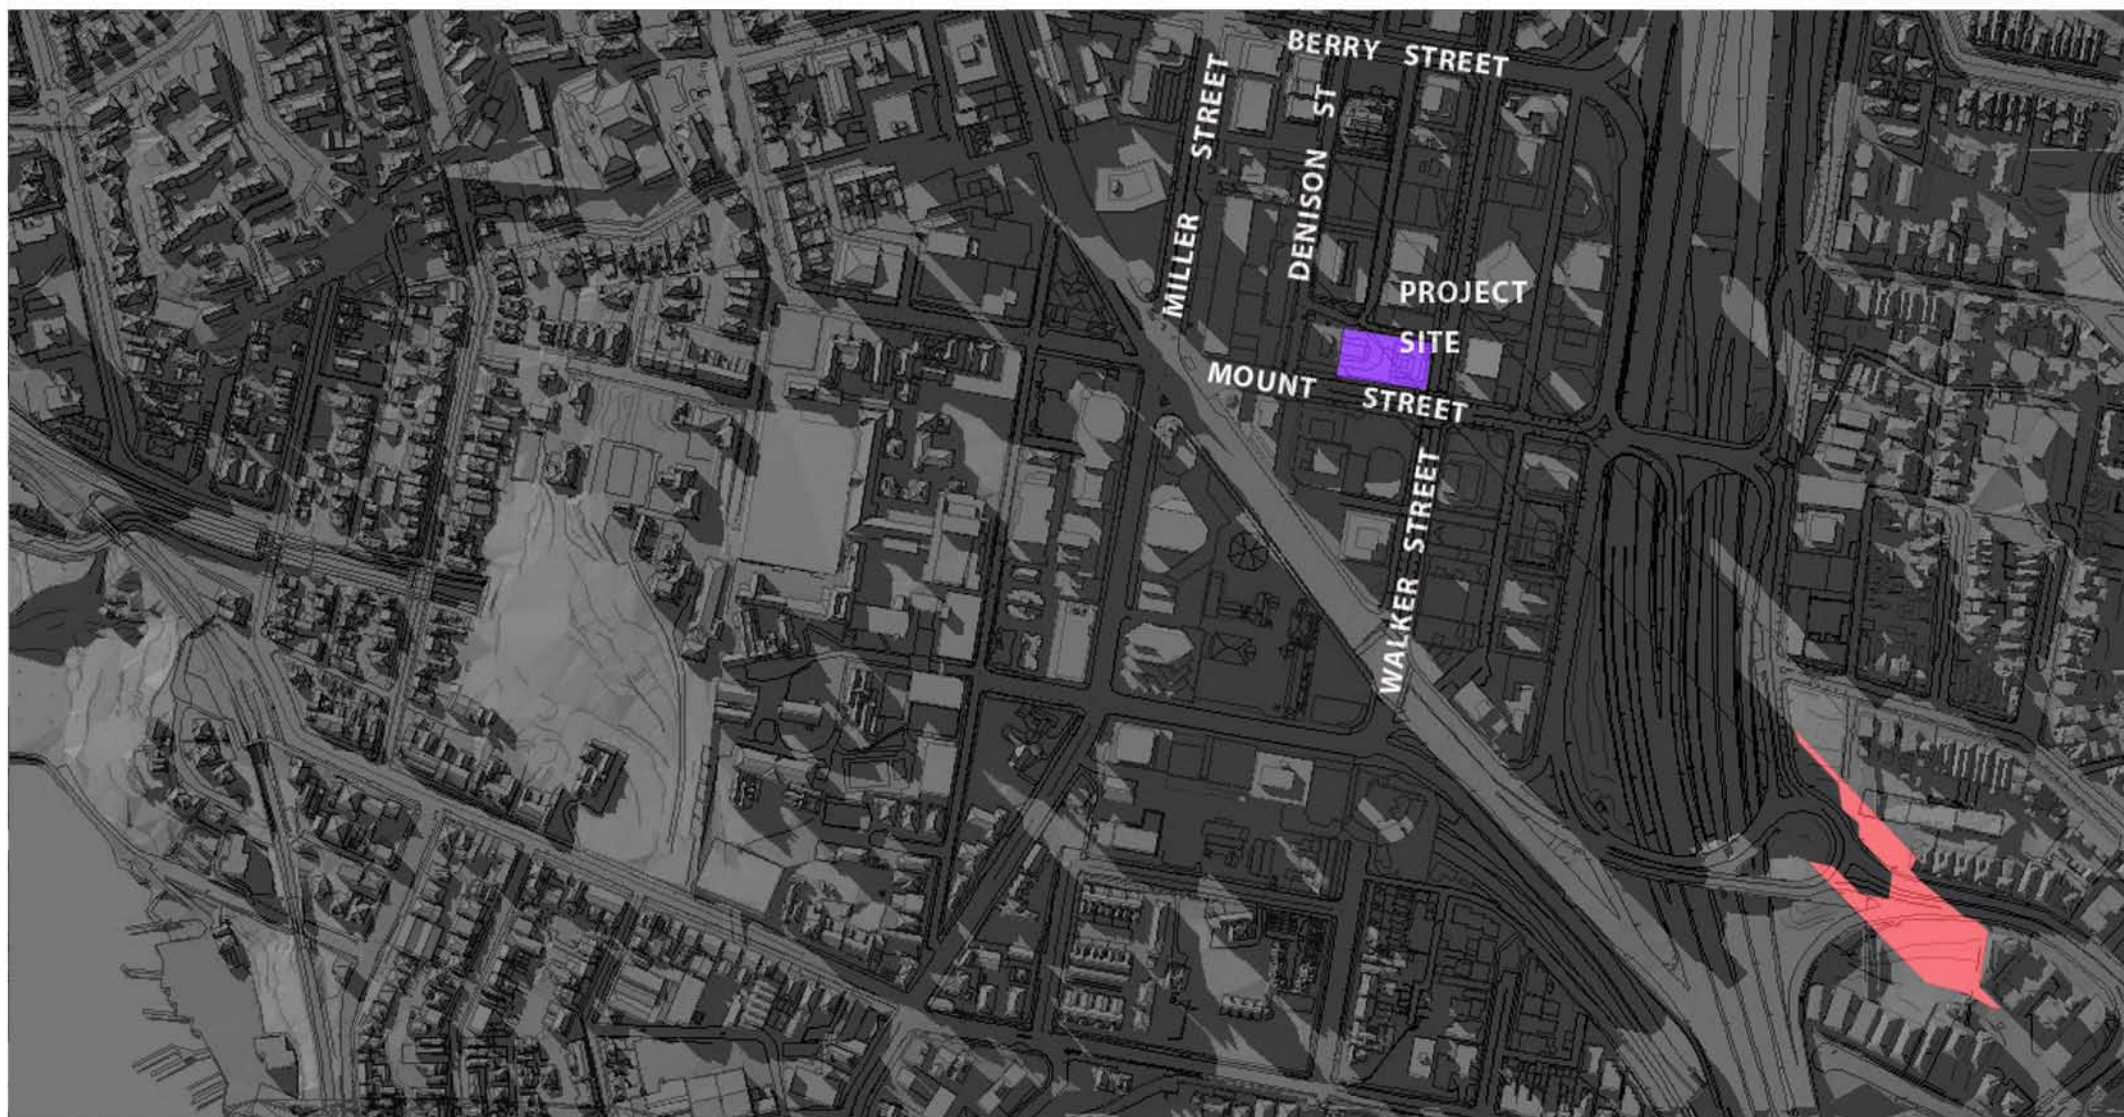 BERRY STREET
MILLER STREET
DENISON ST
PROJECT
SITE
MOUNT STREET
WALKER STREET